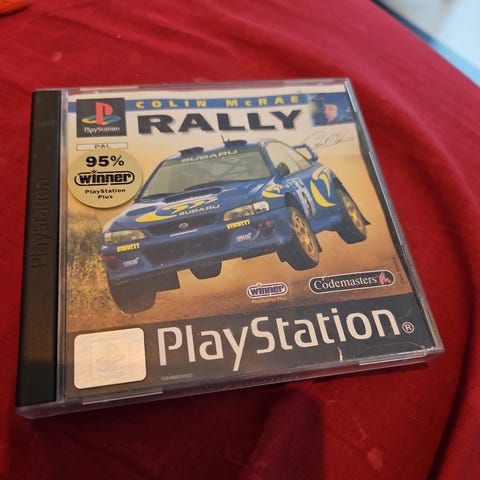 COLIN McRAE
RALLY
PlayStation
PAL
95%
winner
PlayStation
Plus
SUBARU
SUBARU
PIRELLI
PIRELLI
PIRELLI
winner
PlayStation Plus
Codemasters
PlayStation®
PlayStation